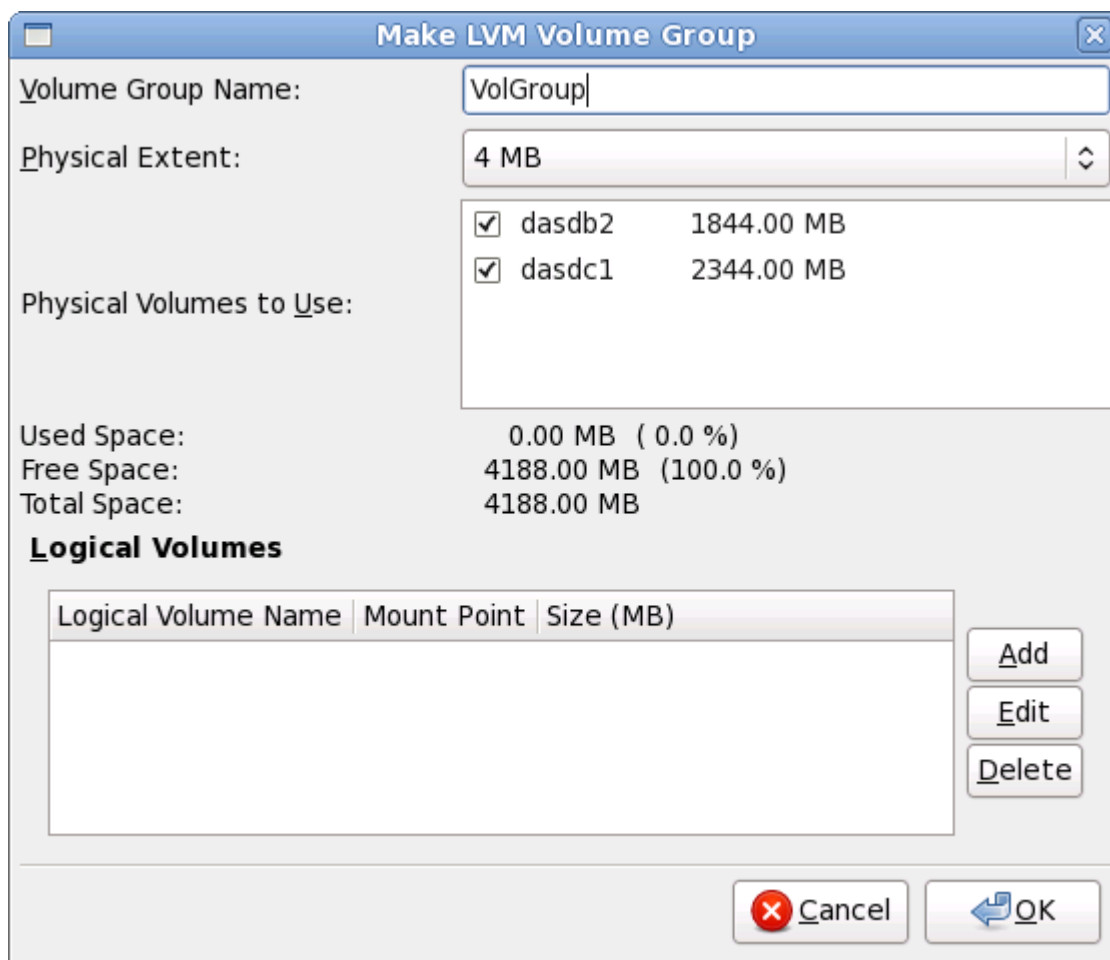 Make LVM Volume Group
Volume Group Name: VolGroup
Physical Extent: 4 MB
dasdb2 1844.00 MB
dasdc1 2344.00 MB
Physical Volumes to Use:
Used Space: 0.00 MB ( 0.0 %)
Free Space: 4188.00 MB (100.0 %)
Total Space: 4188.00 MB
Logical Volumes
Logical Volume Name Mount Point Size (MB)
Add
Edit
Delete
Cancel OK